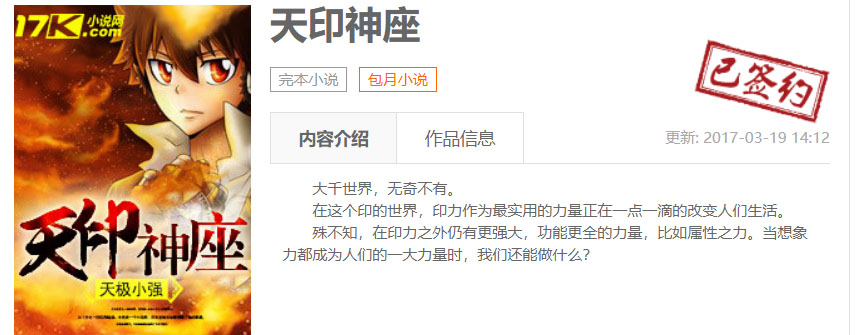 17K小说网
.com
天印神座
天极小强
天印神座
完本小说 包月小说
已签约
内容介绍 作品信息 更新: 2017-03-19 14:12
大千世界，无奇不有。
在这个印的世界，印力作为最实用的力量正在一点一滴的改变人们生活。
殊不知，在印力之外仍有更强大，功能更全的力量，比如属性之力。当想象
力都成为人们的一大力量时，我们还能做什么？